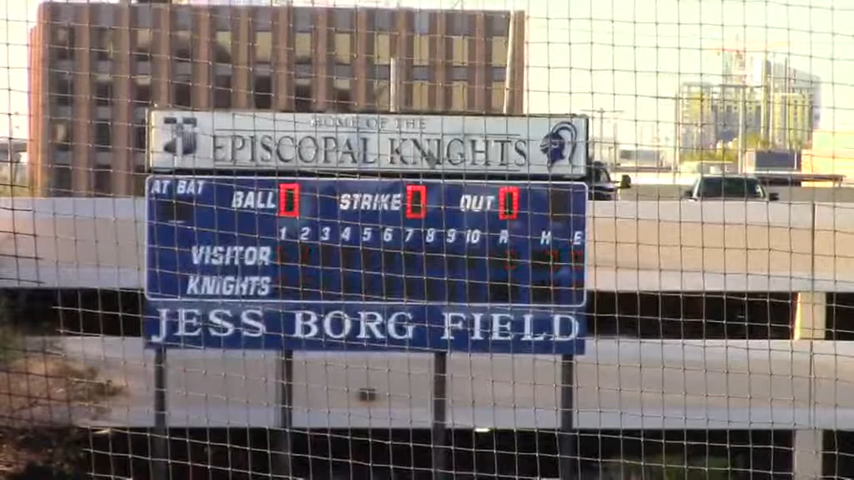 HOME OF THE
EPISCOPAL KNIGHTS
AT BAT BALL 0 STRIKE 0 OUT 0
1 2 3 4 5 6 7 8 9 10 R H E
VISITOR
KNIGHTS
JESS BORG FIELD